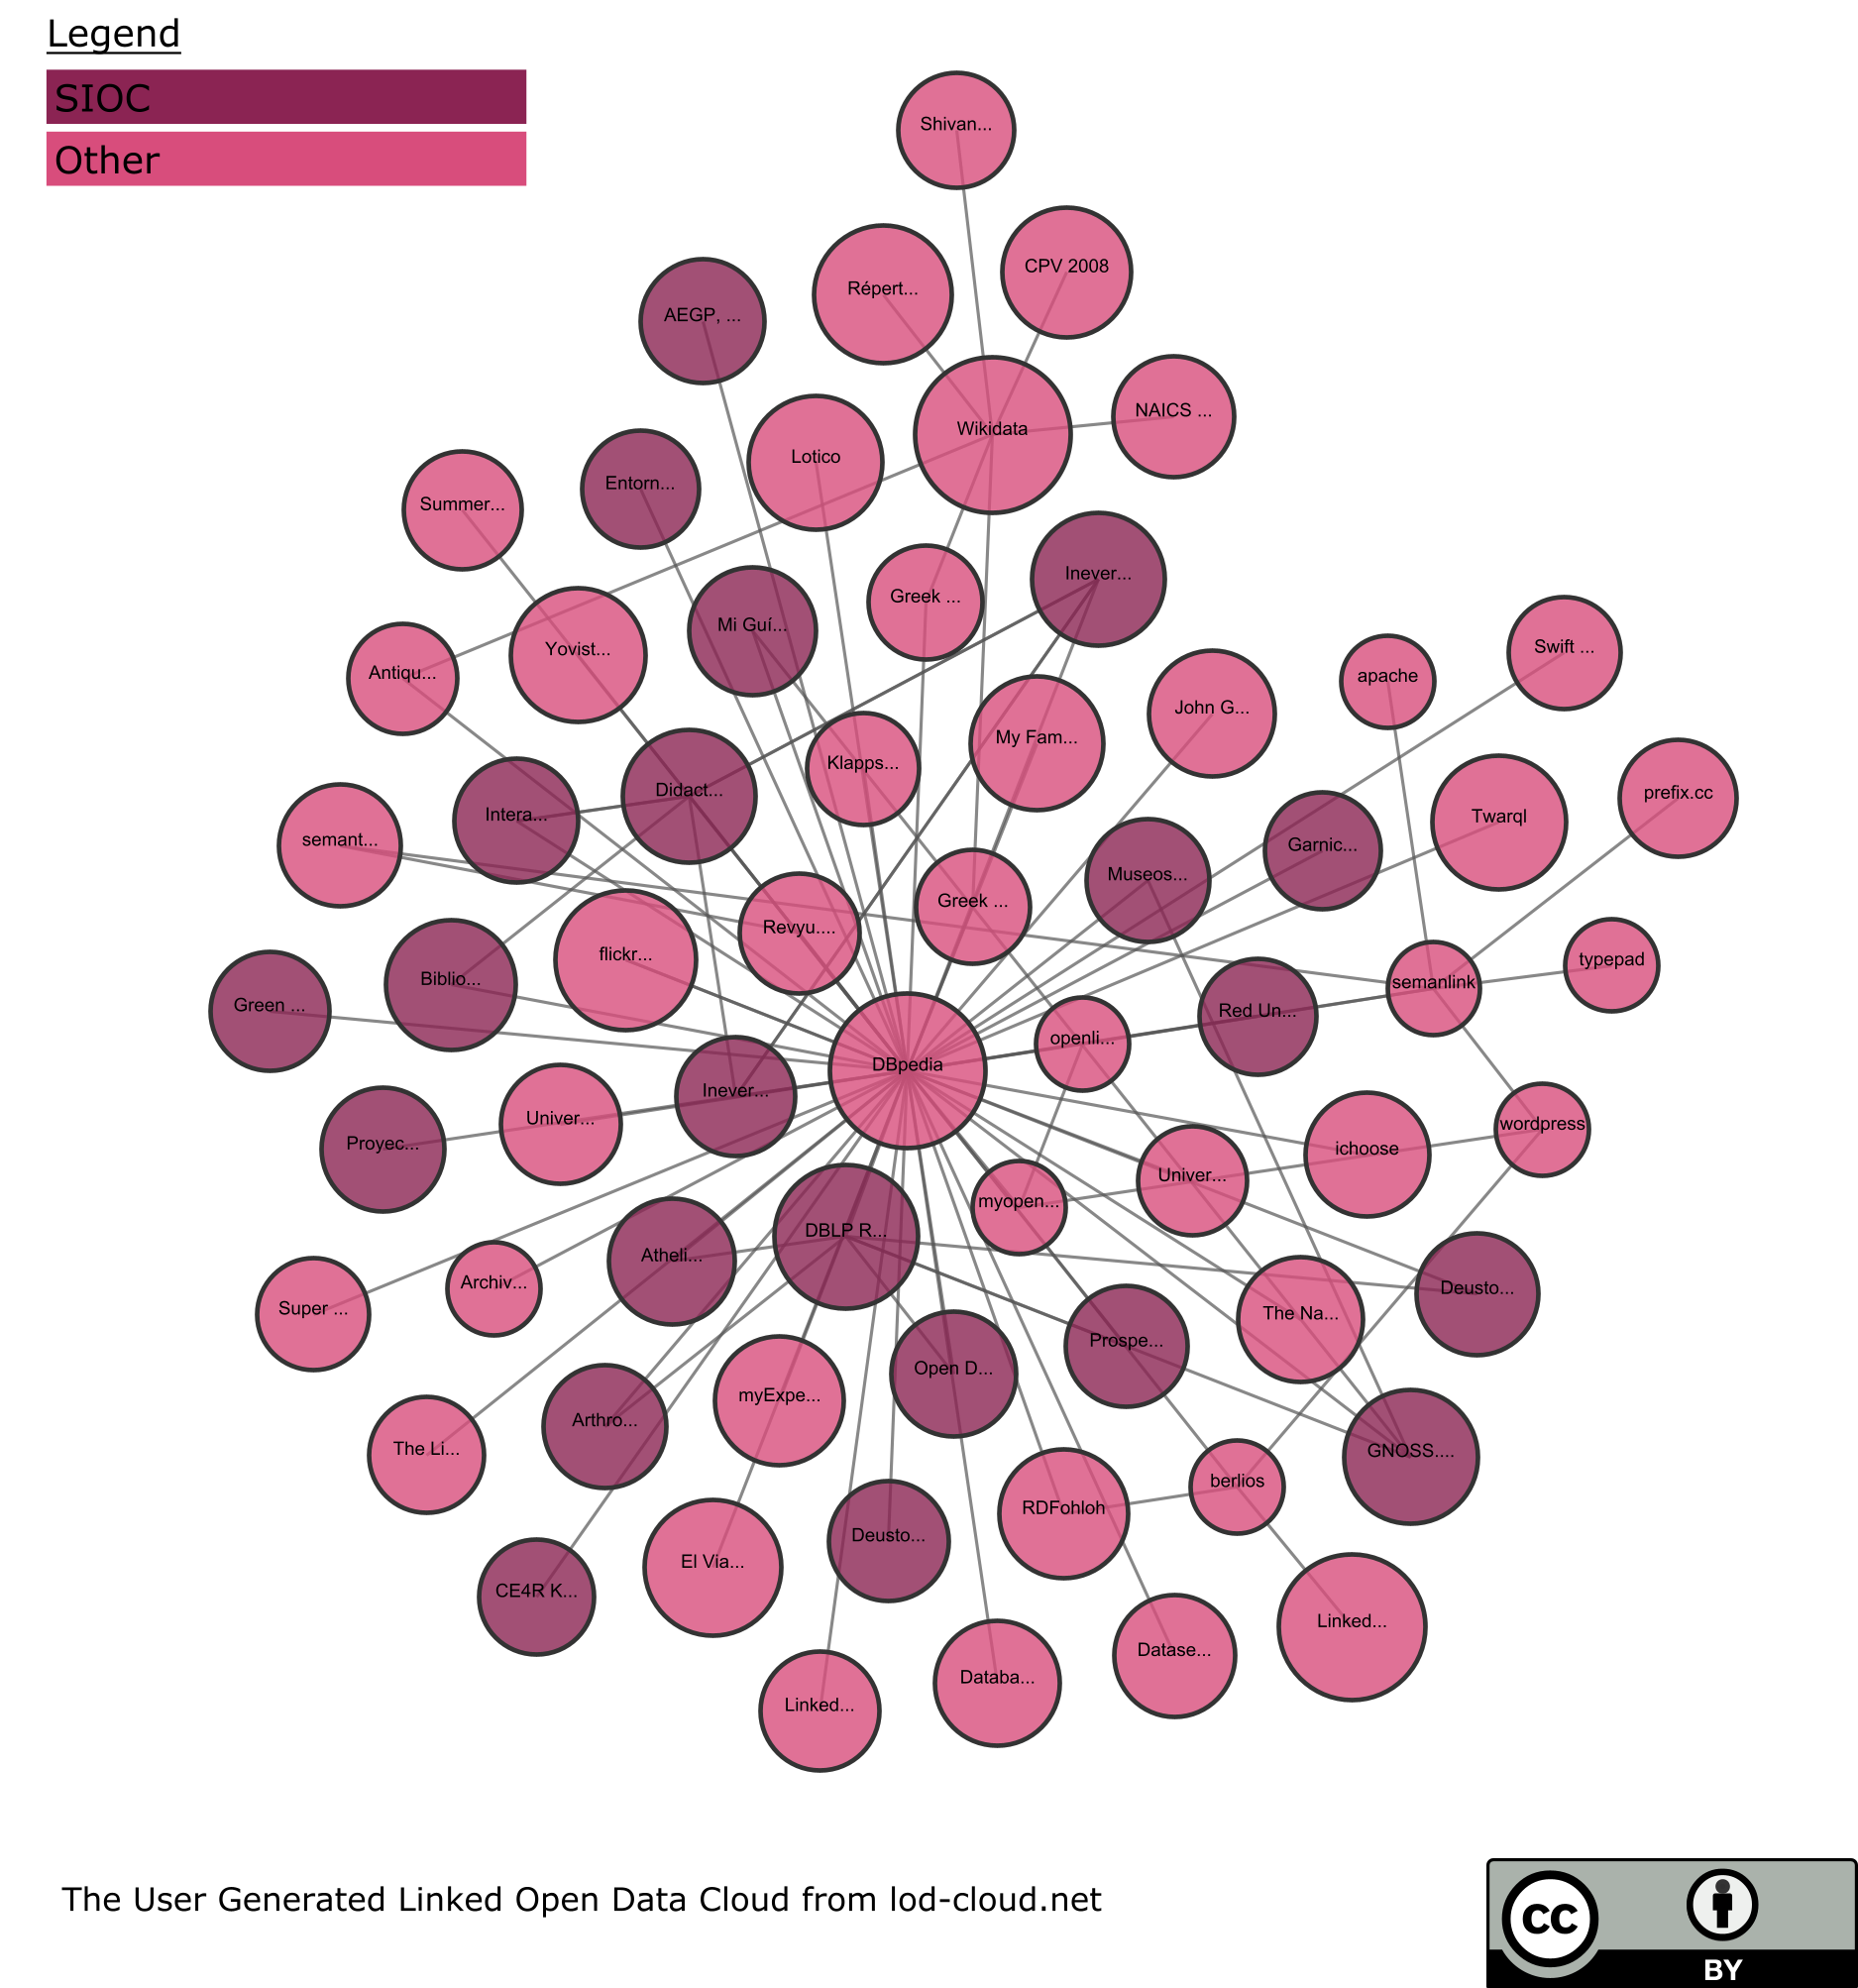 Legend
SIOC
Other
Shivan...
CPV 2008
Répert...
AEGP, ...
NAICS ...
Wikidata
Lotico
Entorn...
Summer...
Inever...
Greek ...
Mi Guí...
Swift ...
Yovist...
Antiqu...
apache
John G...
My Fam...
Klapps...
Didact...
prefix.cc
Intera...
Twarql
semant...
Garnic...
Museos...
Greek ...
Revyu....
flickr...
typepad
Biblio...
semanlink
Green ...
Red Un...
openli...
DBpedia
Inever...
Univer...
wordpress
Proyec...
ichoose
Univer...
myopen...
DBLP R...
Atheli...
Archiv...
Deusto...
Super ...
The Na...
Prospe...
Open D...
myExpe...
Arthro...
The Li...
GNOSS....
berlios
RDFohloh
Deusto...
El Via...
CE4R K...
Linked...
Datase...
Databa...
Linked...
The User Generated Linked Open Data Cloud from lod-cloud.net
cc
BY